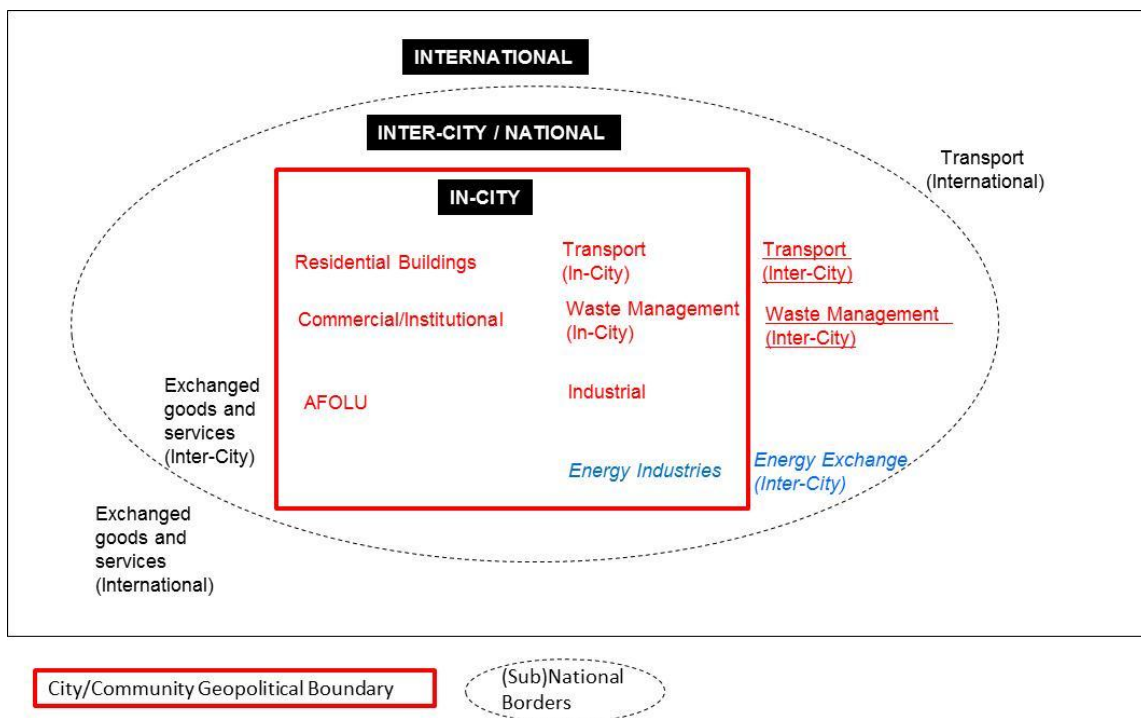 INTERNATIONAL
INTER-CITY / NATIONAL
Transport
(International)
IN-CITY
Residential Buildings
Transport
(In-City)
Transport
(Inter-City)
Commercial/Institutional
Waste Management
(In-City)
Waste Management
(Inter-City)
Exchanged
goods and
services
(Inter-City)
AFOLU
Industrial
Energy Industries
Energy Exchange
(Inter-City)
Exchanged
goods and
services
(International)
City/Community Geopolitical Boundary
(Sub)National
Borders